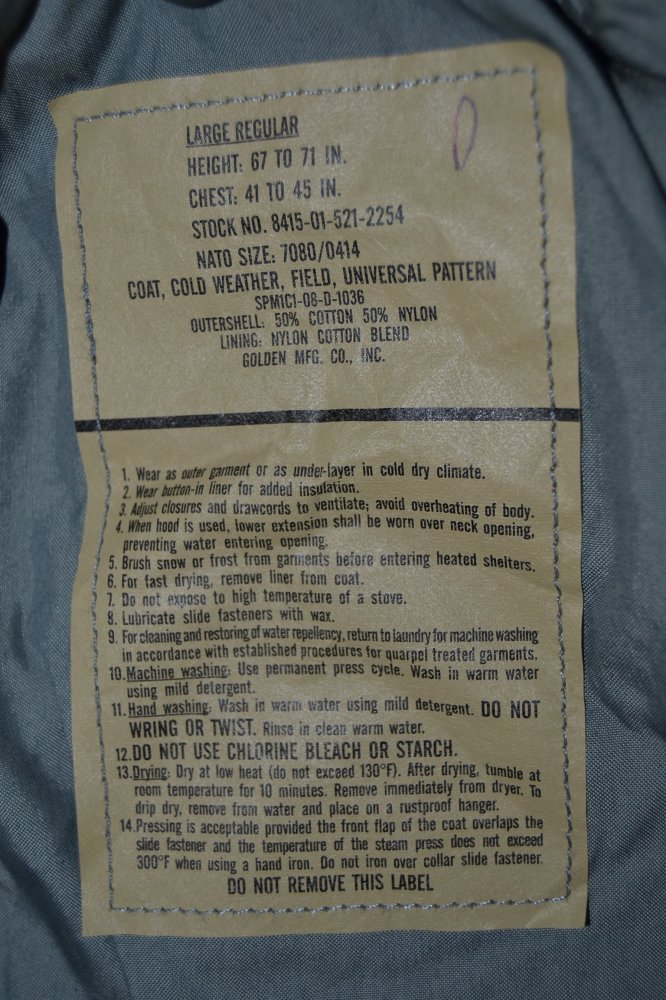 LARGE REGULAR
HEIGHT: 67 TO 71 IN.
CHEST: 41 TO 45 IN.
STOCK NO. 8415-01-521-2254
NATO SIZE: 7080/0414
COAT, COLD WEATHER, FIELD, UNIVERSAL PATTERN
SPM1C1-08-D-1036
OUTERSHELL: 50% COTTON 50% NYLON
LINING: NYLON COTTON BLEND
GOLDEN MFG. CO., INC.
1. Wear as outer garment or as under-layer in cold dry climate.
2. Wear button-in liner for added insulation.
3. Adjust closures and drawcords to ventilate; avoid overheating of body.
4. When hood is used, lower extension shall be worn over neck opening,
preventing water entering opening.
5. Brush snow or frost from garments before entering heated shelters.
6. For fast drying, remove liner from coat.
7. Do not expose to high temperature of a stove.
8. Lubricate slide fasteners with wax.
9. For cleaning and restoring of water repellency, return to laundry for machine washing
in accordance with established procedures for quarpel treated garments.
10. Machine washing: Use permanent press cycle. Wash in warm water
using mild detergent.
11. Hand washing: Wash in warm water using mild detergent. DO NOT
WRING OR TWIST. Rinse in clean warm water.
12. DO NOT USE CHLORINE BLEACH OR STARCH.
13. Drying: Dry at low heat (do not exceed 130°F). After drying, tumble at
room temperature for 10 minutes. Remove immediately from dryer. To
drip dry, remove from water and place on a rustproof hanger.
14. Pressing is acceptable provided the front flap of the coat overlaps the
slide fastener and the temperature of the steam press does not exceed
300°F when using a hand iron. Do not iron over collar slide fastener.
DO NOT REMOVE THIS LABEL